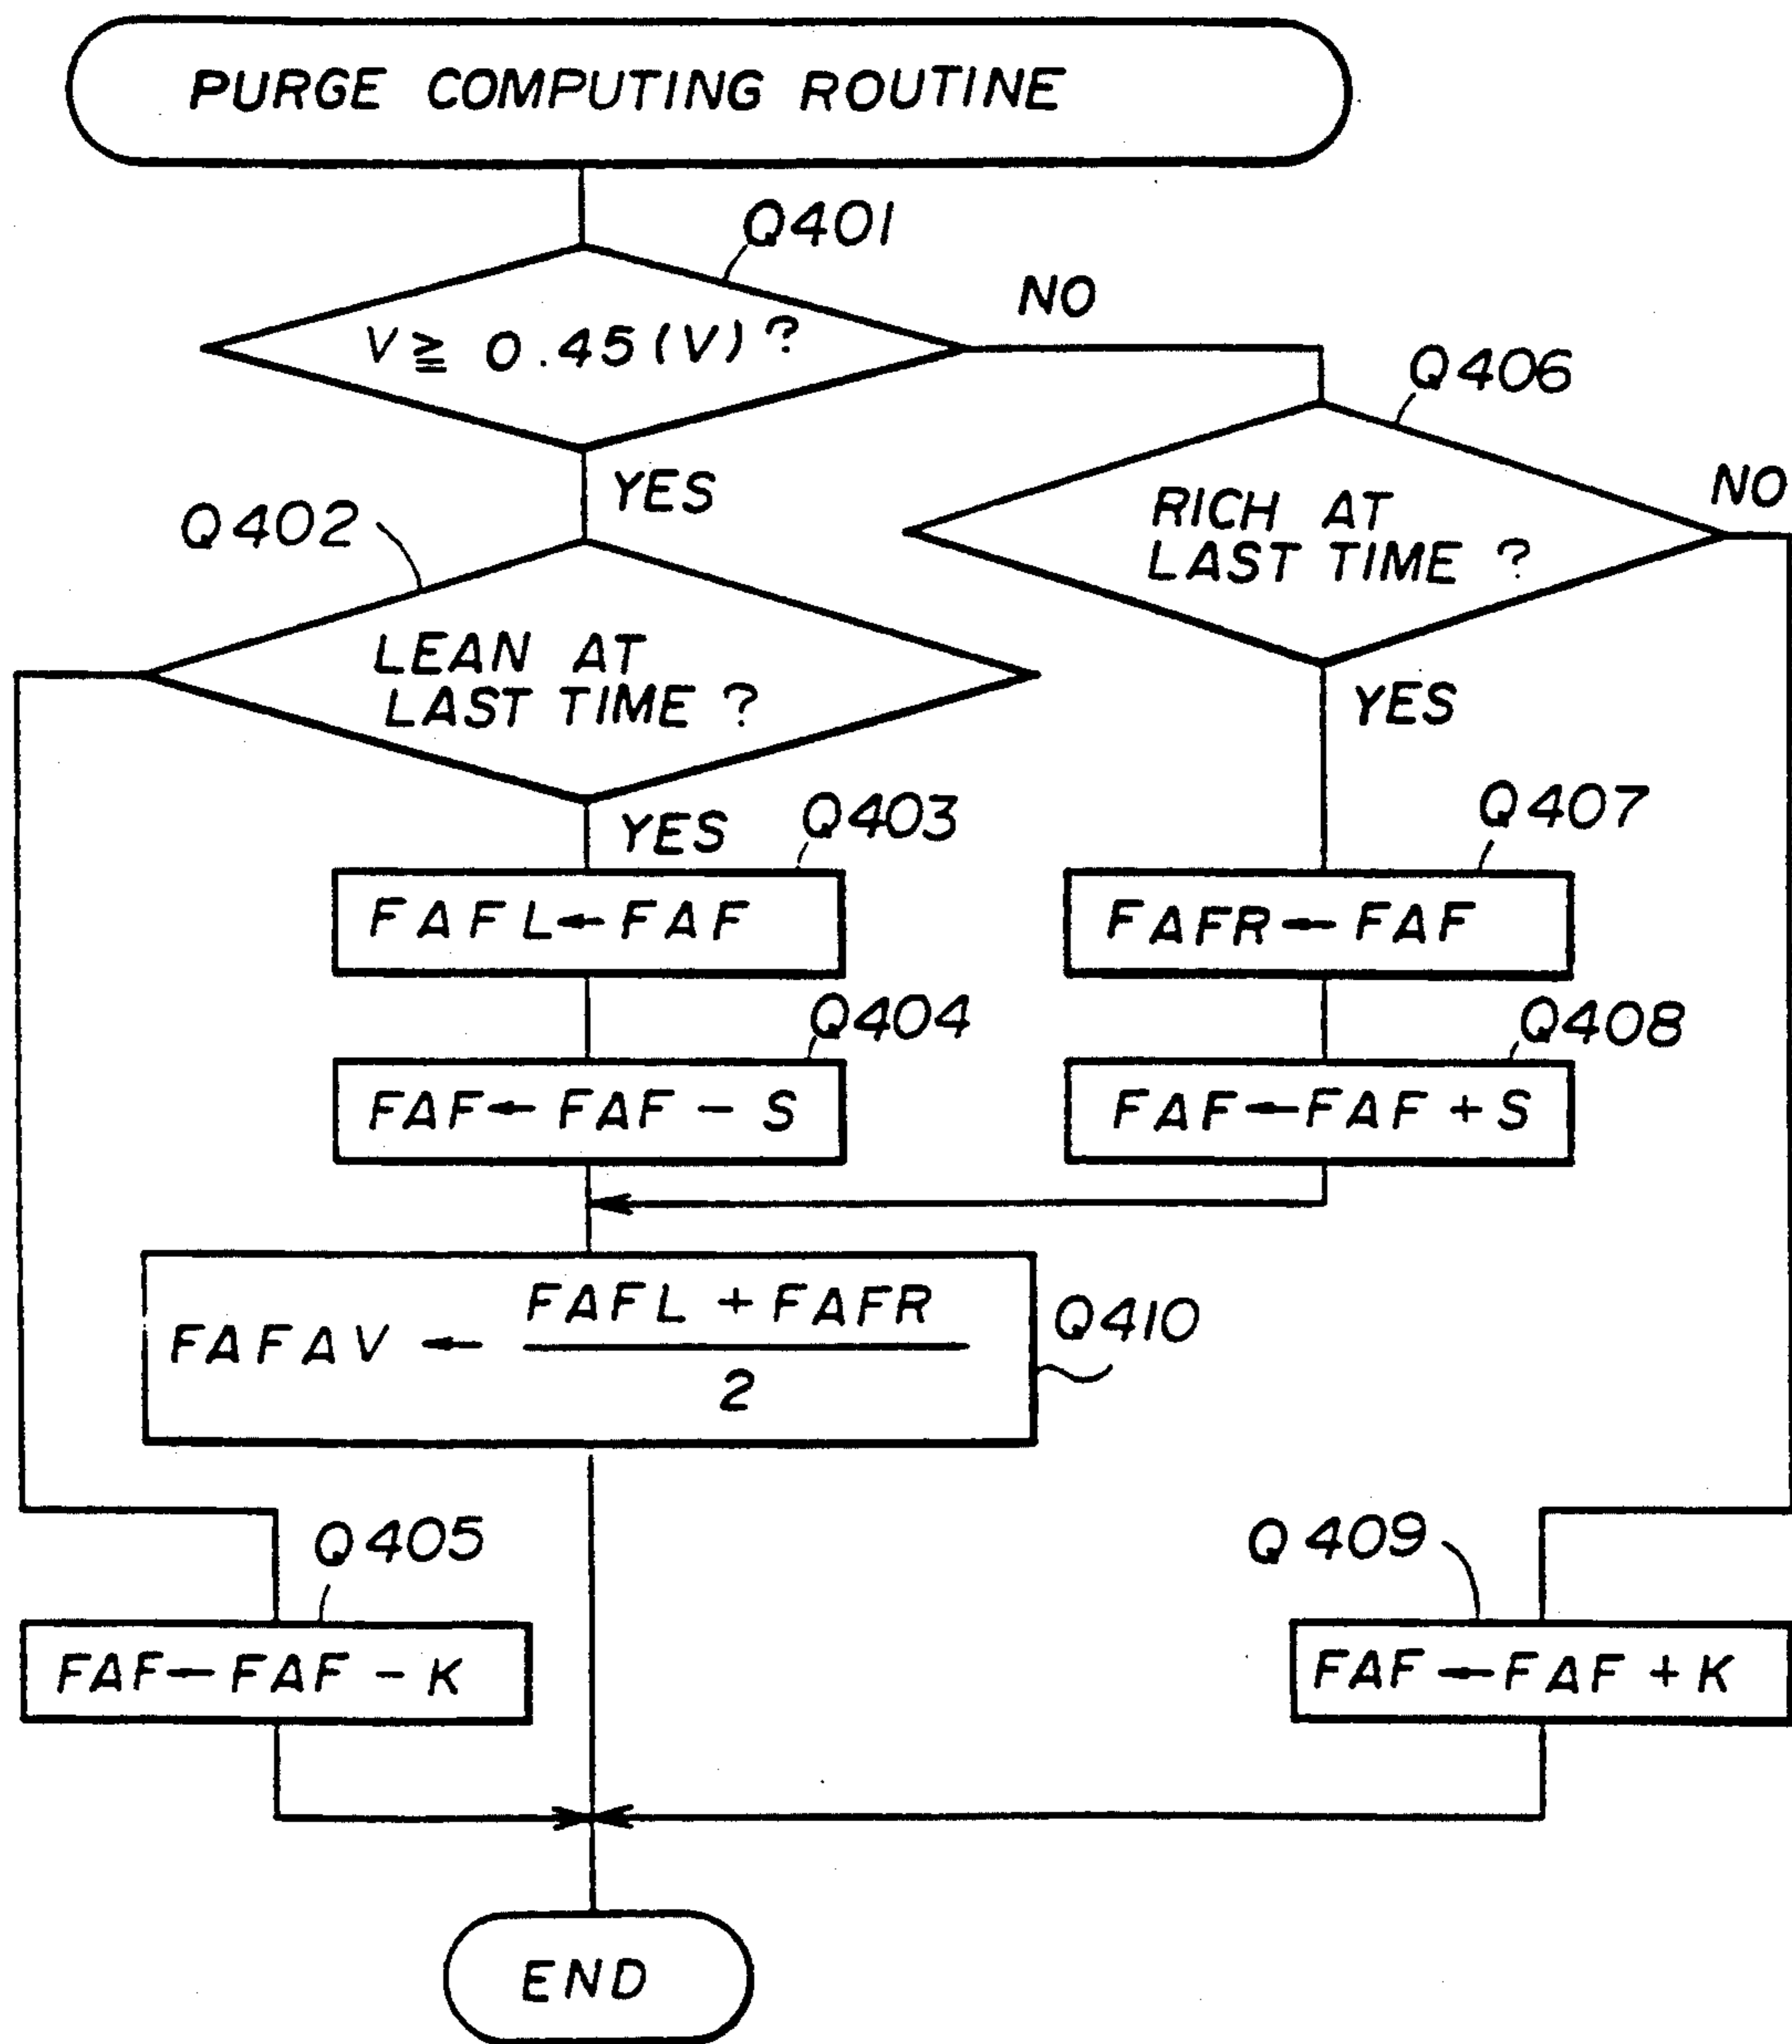 PURGE COMPUTING ROUTINE
Q401
V ≧ 0.45(V)?
NO
YES
Q406
RICH AT
LAST TIME ?
NO
YES
Q402
LEAN AT
LAST TIME ?
YES
Q403
FAFL ← FAF
Q407
FAFR ← FAF
Q404
FAF ← FAF - S
Q408
FAF ← FAF + S
FAFAV ← FAFL + FAFR
2
Q410
Q405
FAF ← FAF - K
Q409
FAF ← FAF + K
END